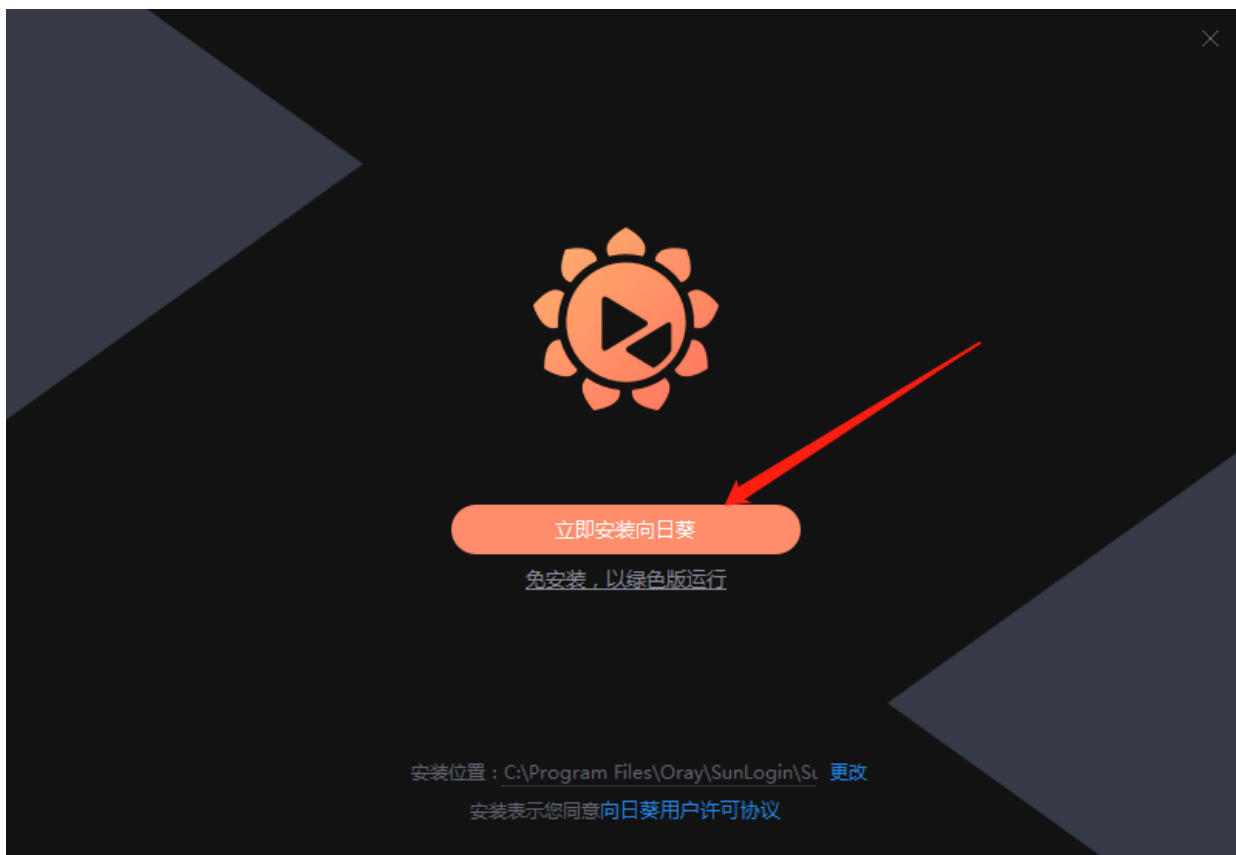 立即安装向日葵
免安装，以绿色版运行
安装位置：C:\Program Files\Oray\SunLogin\Su 更改
安装表示您同意向日葵用户许可协议